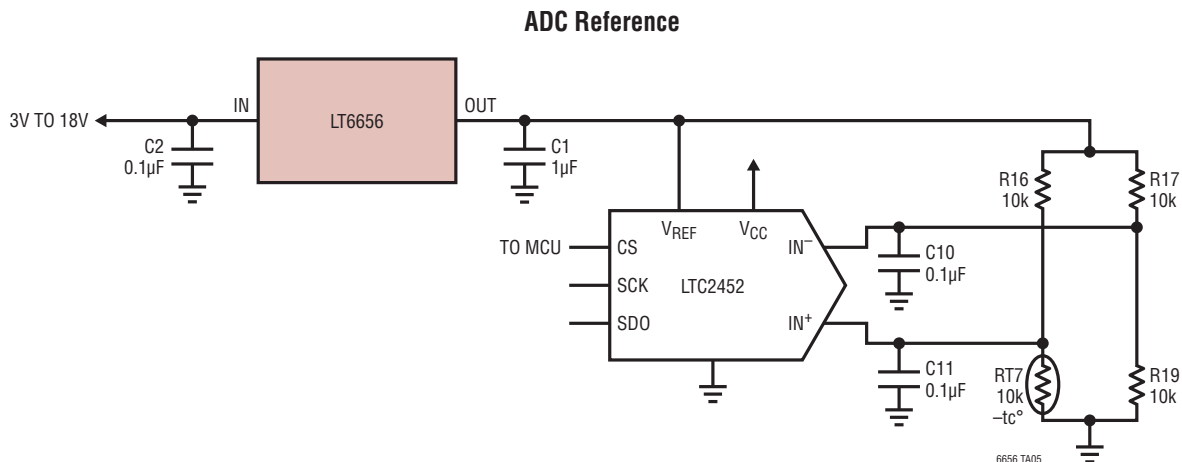 ADC Reference
3V TO 18V
IN
LT6656
OUT
C2
0.1µF
C1
1µF
R16
10k
R17
10k
TO MCU
CS
SCK
SDO
VREF
VCC
LTC2452
IN−
IN+
C10
0.1µF
C11
0.1µF
RT7
10k
–tc°
R19
10k
6656 TA05